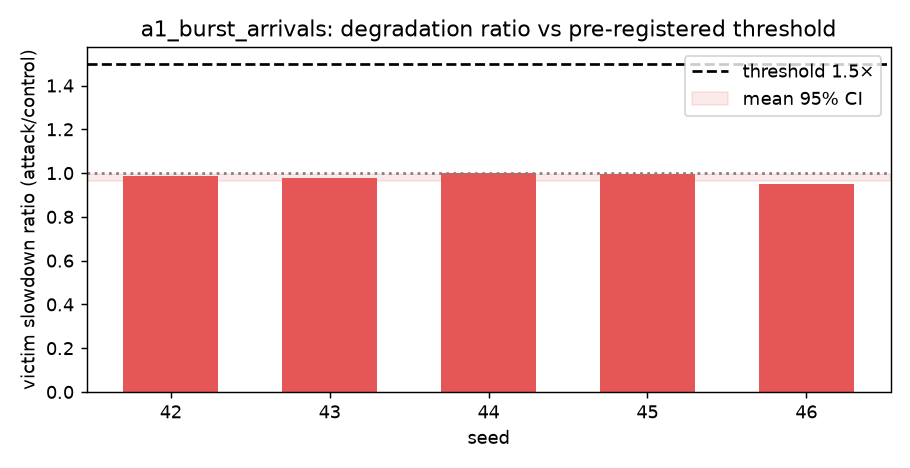 a1_burst_arrivals: degradation ratio vs pre-registered threshold
victim slowdown ratio (attack/control)
threshold 1.5×
mean 95% CI
1.4
1.2
1.0
0.8
0.6
0.4
0.2
0.0
42 43 44 45 46
seed